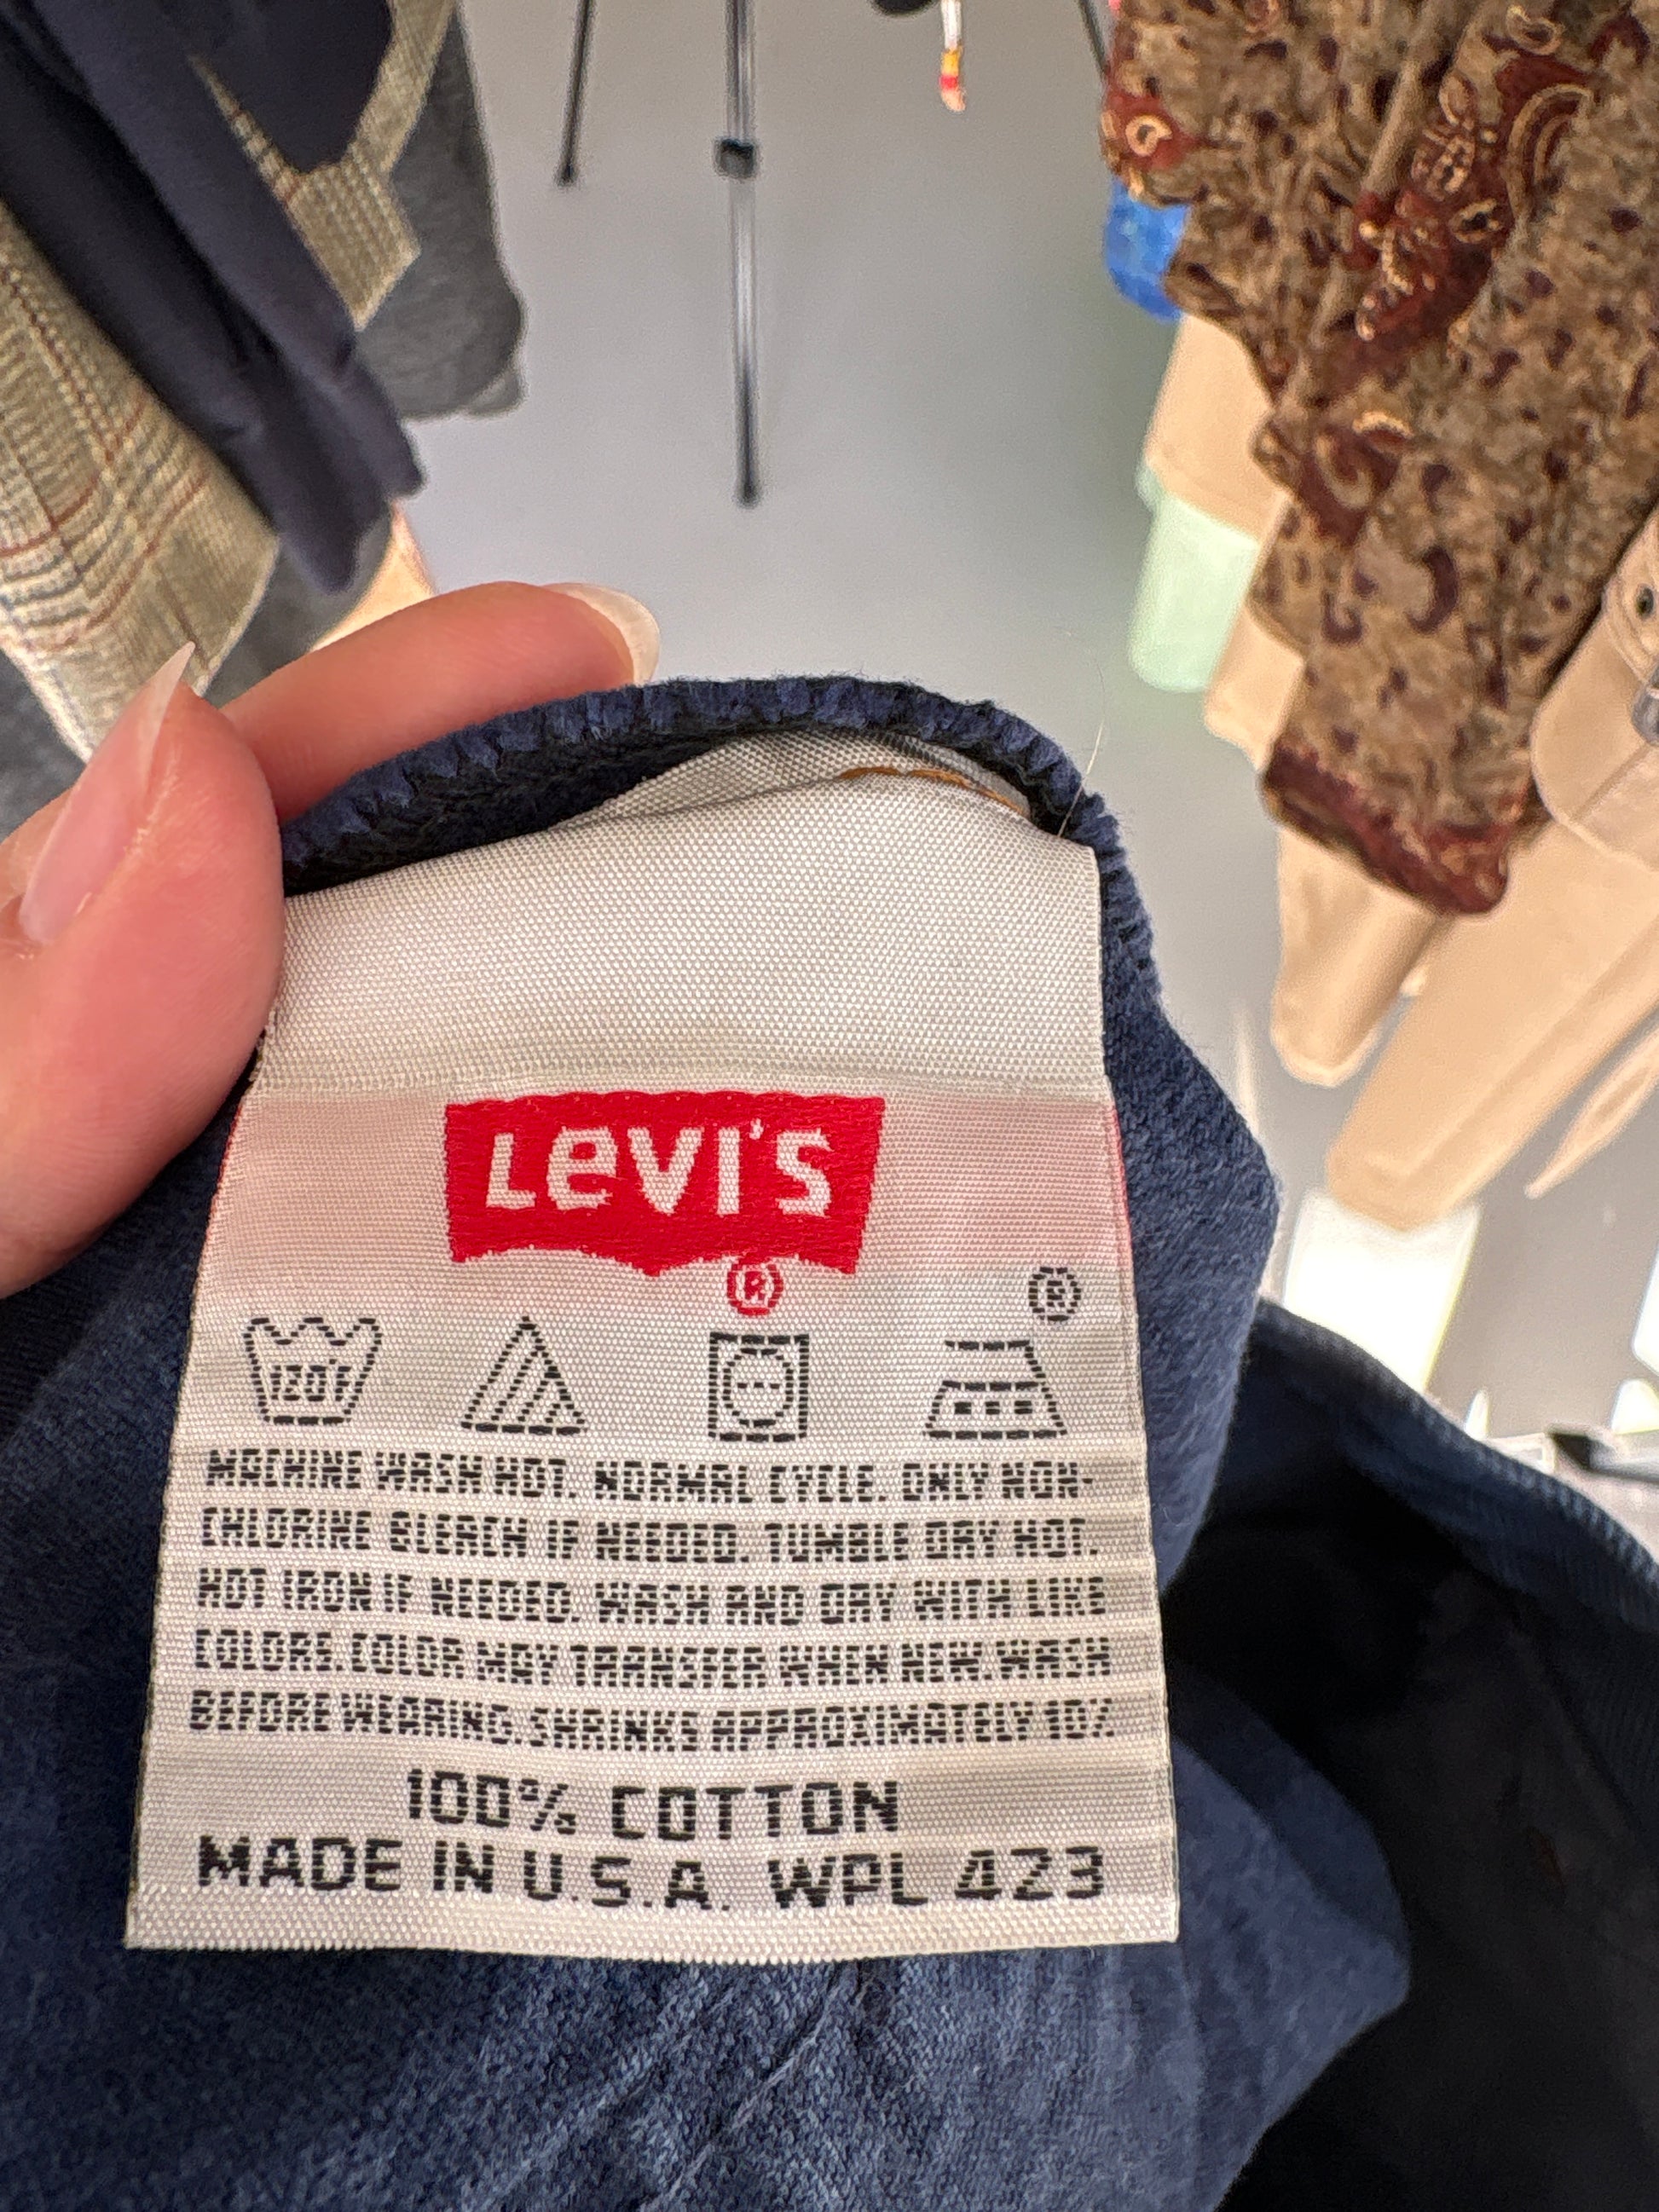 LEVI'S
®
®
120°F
MACHINE WASH HOT. NORMAL CYCLE. ONLY NON-
CHLORINE BLEACH IF NEEDED. TUMBLE DRY HOT.
HOT IRON IF NEEDED. WASH AND DRY WITH LIKE
COLORS. COLOR MAY TRANSFER WHEN NEW. WASH
BEFORE WEARING. SHRINKS APPROXIMATELY 10%
100% COTTON
MADE IN U.S.A. WPL 423